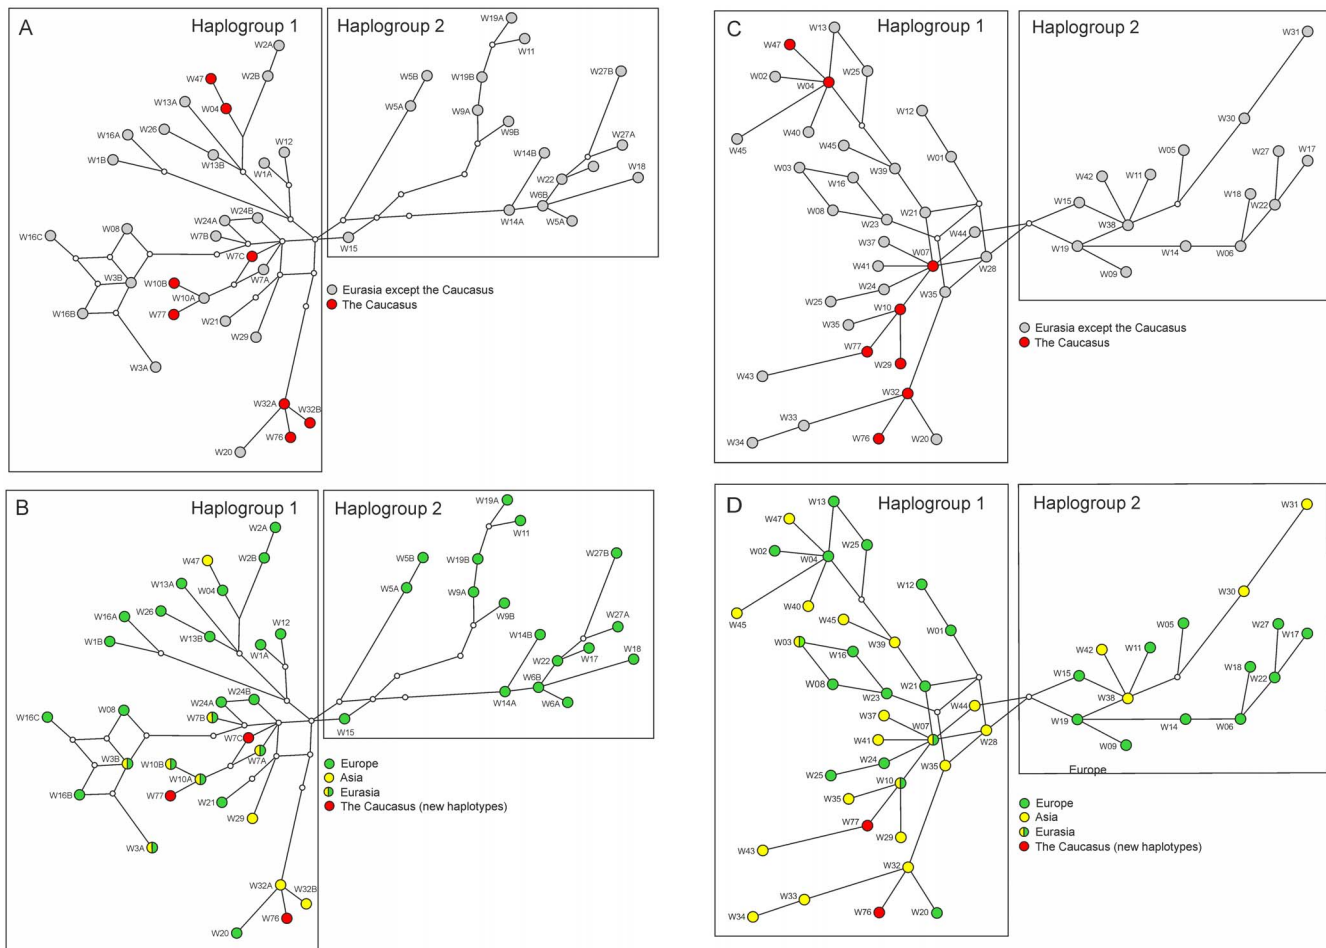 A
Haplogroup 1
Haplogroup 2
W2A
W47
W2B
W13A
W04
W16A
W26
W12
W1B
W13B
W1A
W24A
W24B
W7B
W16C
W08
W7C
W3B
W10B
W7A
W10A
W16B
W77
W21
W29
W3A
W32A
W32B
W76
W20
W19A
W11
W5B
W19B
W27B
W5A
W9A
W9B
W27A
W14B
W18
W22
W6B
W14A
W5A
W15
Eurasia except the Caucasus
The Caucasus
C
Haplogroup 1
Haplogroup 2
W13
W47
W02
W25
W04
W12
W40
W45
W45
W01
W03
W39
W16
W08
W23
W21
W37
W44
W07
W41
W28
W24
W25
W35
W10
W35
W77
W29
W43
W32
W33
W34
W76
W20
W31
W30
W05
W27
W17
W42
W11
W18
W15
W22
W38
W19
W14
W06
W09
Eurasia except the Caucasus
The Caucasus
B
Haplogroup 1
Haplogroup 2
W2A
W47
W2B
W13A
W04
W16A
W26
W12
W1B
W13B
W1A
W24A
W24B
W7B
W16C
W08
W7C
W3B
W10B
W7A
W10A
W16B
W77
W21
W29
W3A
W32A
W32B
W76
W20
W19A
W11
W5B
W19B
W27B
W5A
W9A
W9B
W27A
W14B
W18
W22
W17
W6B
W14A
W6A
W15
Europe
Asia
Eurasia
The Caucasus (new haplotypes)
D
Haplogroup 1
Haplogroup 2
W13
W47
W02
W25
W04
W12
W40
W45
W45
W01
W03
W39
W16
W08
W23
W21
W37
W44
W07
W41
W28
W24
W25
W35
W10
W35
W77
W29
W43
W32
W33
W34
W76
W20
W31
W30
W05
W27
W17
W42
W11
W18
W15
W22
W38
W19
W14
W06
W09
Europe
Europe
Asia
Eurasia
The Caucasus (new haplotypes)